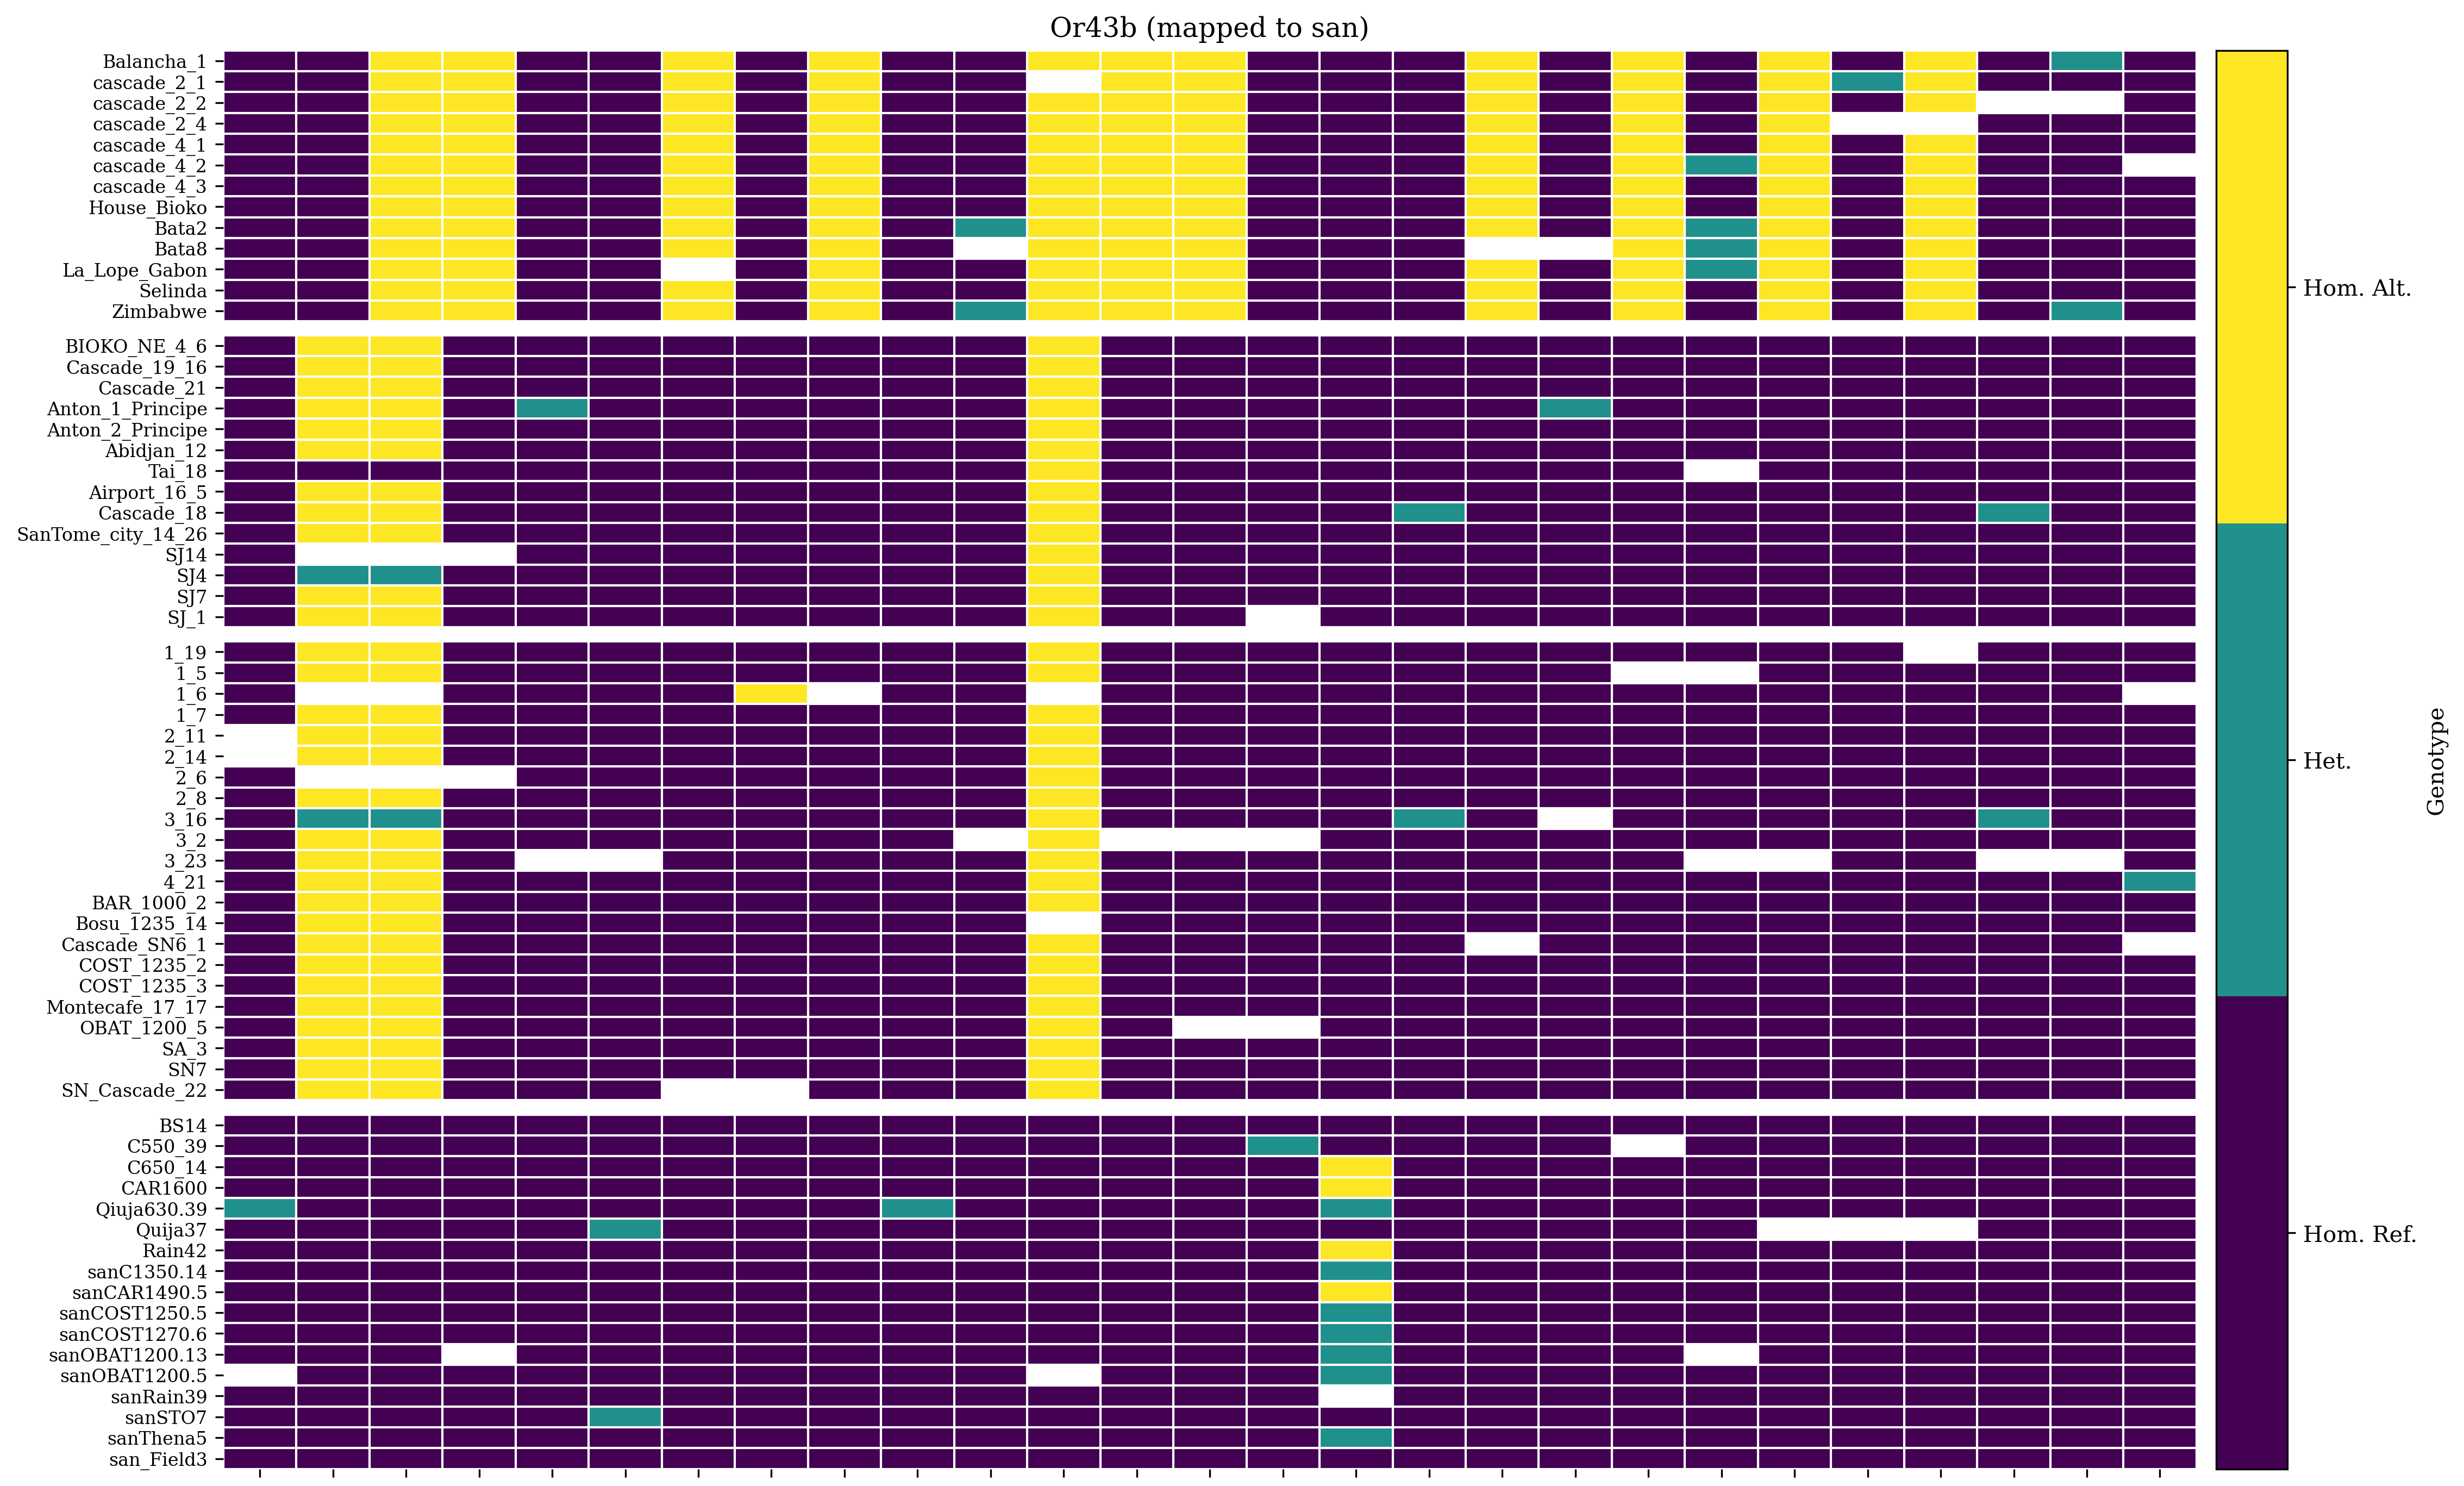 Or43b (mapped to san)
Balancha_1
cascade_2_1
cascade_2_2
cascade_2_4
cascade_4_1
cascade_4_2
cascade_4_3
House_Bioko
Bata2
Bata8
La_Lope_Gabon
Selinda
Zimbabwe
BIOKO_NE_4_6
Cascade_19_16
Cascade_21
Anton_1_Principe
Anton_2_Principe
Abidjan_12
Tai_18
Airport_16_5
Cascade_18
SanTome_city_14_26
SJ14
SJ4
SJ7
SJ_1
1_19
1_5
1_6
1_7
2_11
2_14
2_6
2_8
3_16
3_2
3_23
4_21
BAR_1000_2
Bosu_1235_14
Cascade_SN6_1
COST_1235_2
COST_1235_3
Montecafe_17_17
OBAT_1200_5
SA_3
SN7
SN_Cascade_22
BS14
C550_39
C650_14
CAR1600
Qiuja630.39
Quija37
Rain42
sanC1350.14
sanCAR1490.5
sanCOST1250.5
sanCOST1270.6
sanOBAT1200.13
sanOBAT1200.5
sanRain39
sanSTO7
sanThena5
san_Field3
Hom. Alt.
Het.
Hom. Ref.
Genotype